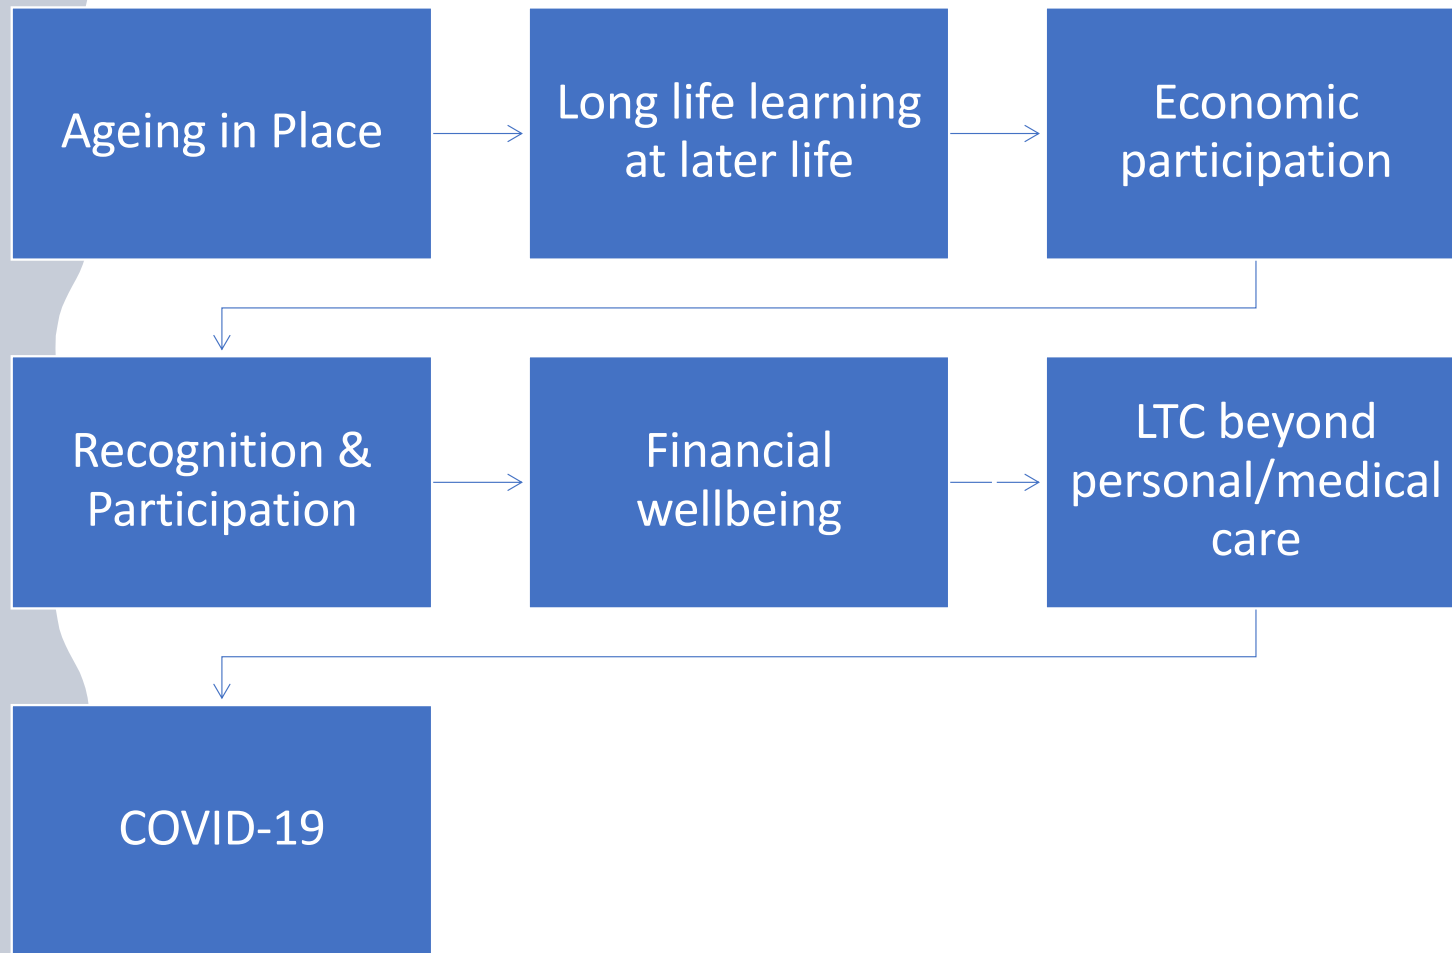 Ageing in Place
Long life learning
at later life
Economic
participation
Recognition &
Participation
Financial
wellbeing
LTC beyond
personal/medical
care
COVID-19